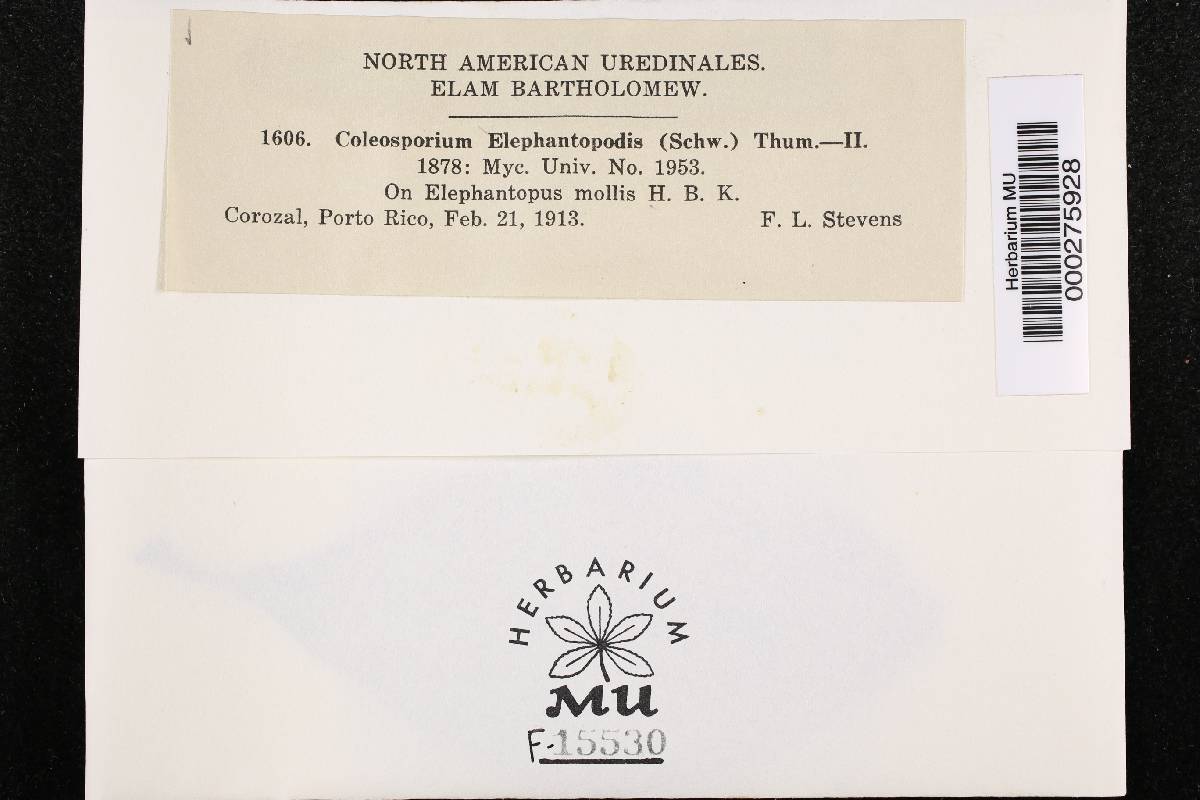 NORTH AMERICAN UREDINALES.
ELAM BARTHOLOMEW.
1606. Coleosporium Elephantopodis (Schw.) Thum.—II.
1878: Myc. Univ. No. 1953.
On Elephantopus mollis H. B. K.
Corozal, Porto Rico, Feb. 21, 1913. F. L. Stevens
Herbarium MU
000275928
HERBARIUM
MU
F-15530